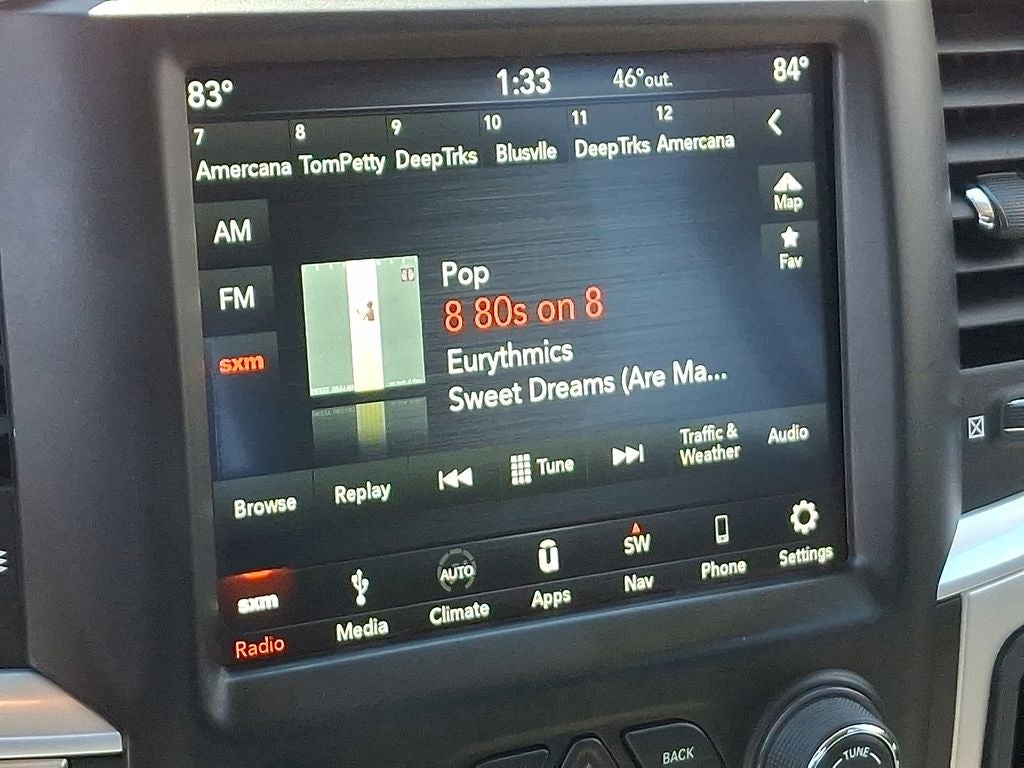 83° 1:33 46°out. 84°
7 8 9 10 11 12
Amercana TomPetty DeepTrks Blusvlle DeepTrks Amercana
AM
FM
sxm
Map
Fav
Pop
8 80s on 8
Eurythmics
Sweet Dreams (Are Ma...
Browse Replay Tune Traffic &
Weather Audio
sxm AUTO SW
Radio Media Climate Apps Nav Phone Settings
BACK
TUNE